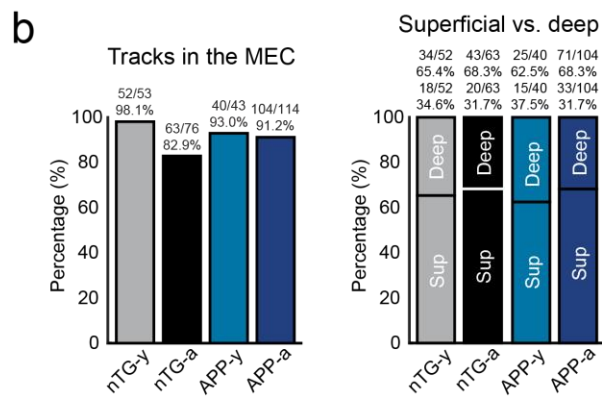 b
Tracks in the MEC
52/53
98.1%
63/76
82.9%
40/43
93.0%
104/114
91.2%
Percentage (%)
100
80
60
40
20
0
nTG-y
nTG-a
APP-y
APP-a
Superficial vs. deep
34/52 43/63 25/40 71/104
65.4% 68.3% 62.5% 68.3%
18/52 20/63 15/40 33/104
34.6% 31.7% 37.5% 31.7%
Percentage (%)
100
80
60
40
20
0
Deep Deep Deep Deep
Sup Sup Sup Sup
nTG-y
nTG-a
APP-y
APP-a